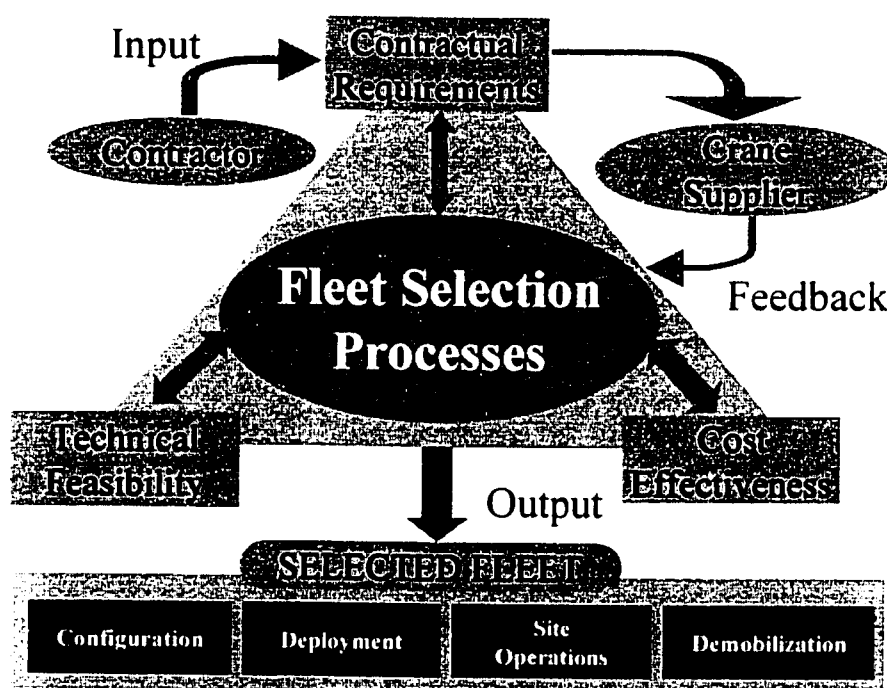 Input
Contractual
Requirements
Contractor
Crane
Supplier
Fleet Selection
Processes
Feedback
Technical
Feasibility
Cost
Effectiveness
Output
SELECTED FLEET
Configuration
Deployment
Site
Operations
Demobilization